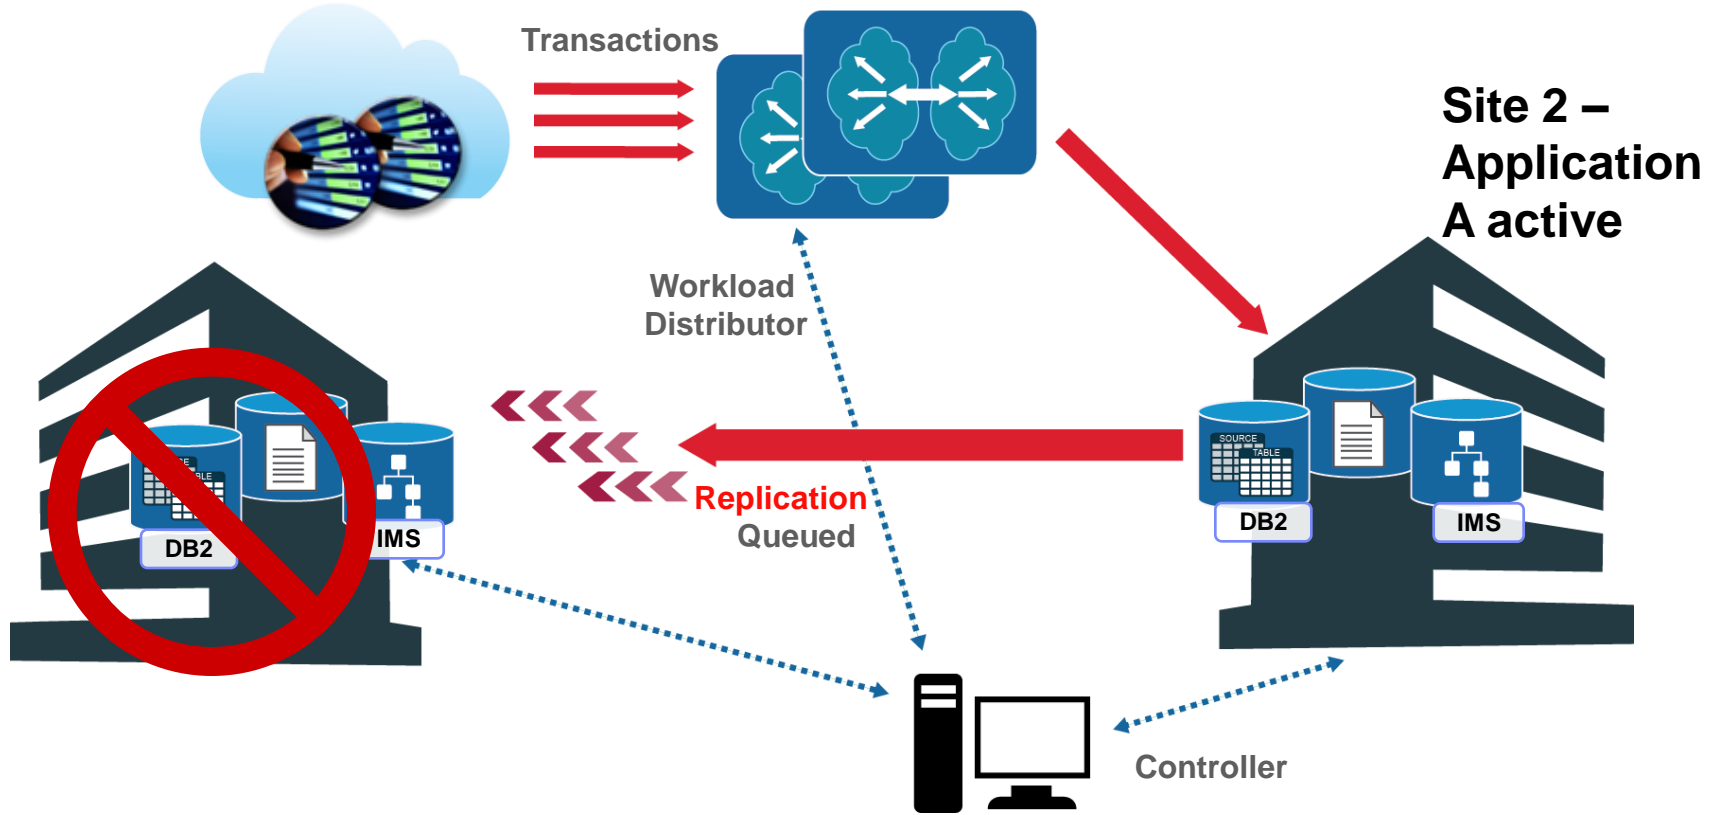 Transactions
Site 2 –
Application
A active
Workload
Distributor
SOURCE
TABLE
DB2
IMS
Replication
Queued
DB2
IMS
Controller